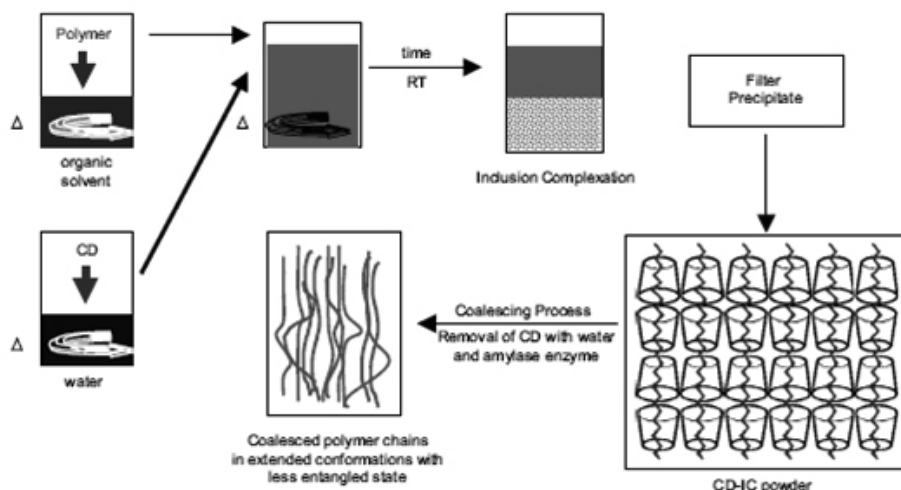 Polymer
Δ
organic
solvent
Δ
time
RT
Inclusion Complexation
Filter
Precipitate
CD
Δ
water
Coalescing Process
Removal of CD with water
and amylase enzyme
Coalesced polymer chains
in extended conformations with
less entangled state
CD-IC powder